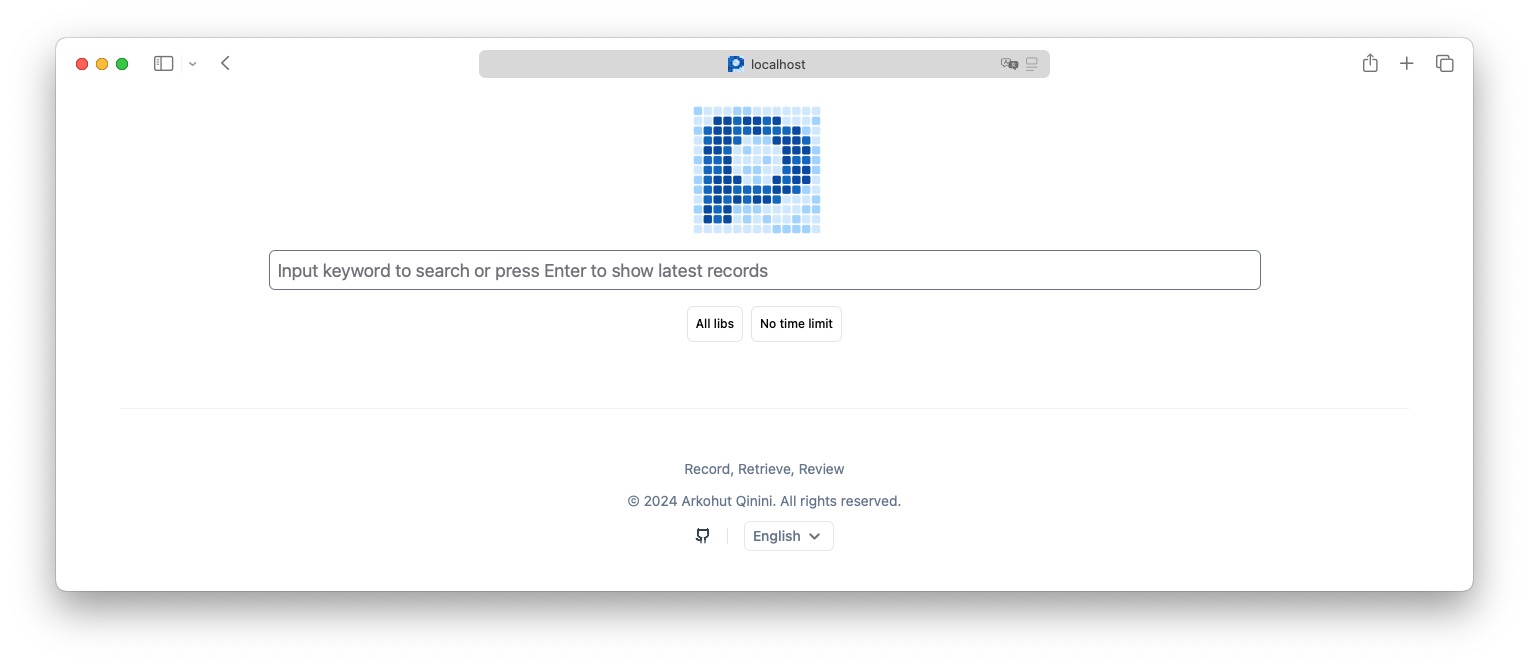 localhost
Input keyword to search or press Enter to show latest records
All libs No time limit
Record, Retrieve, Review
© 2024 Arkohut Qinini. All rights reserved.
English